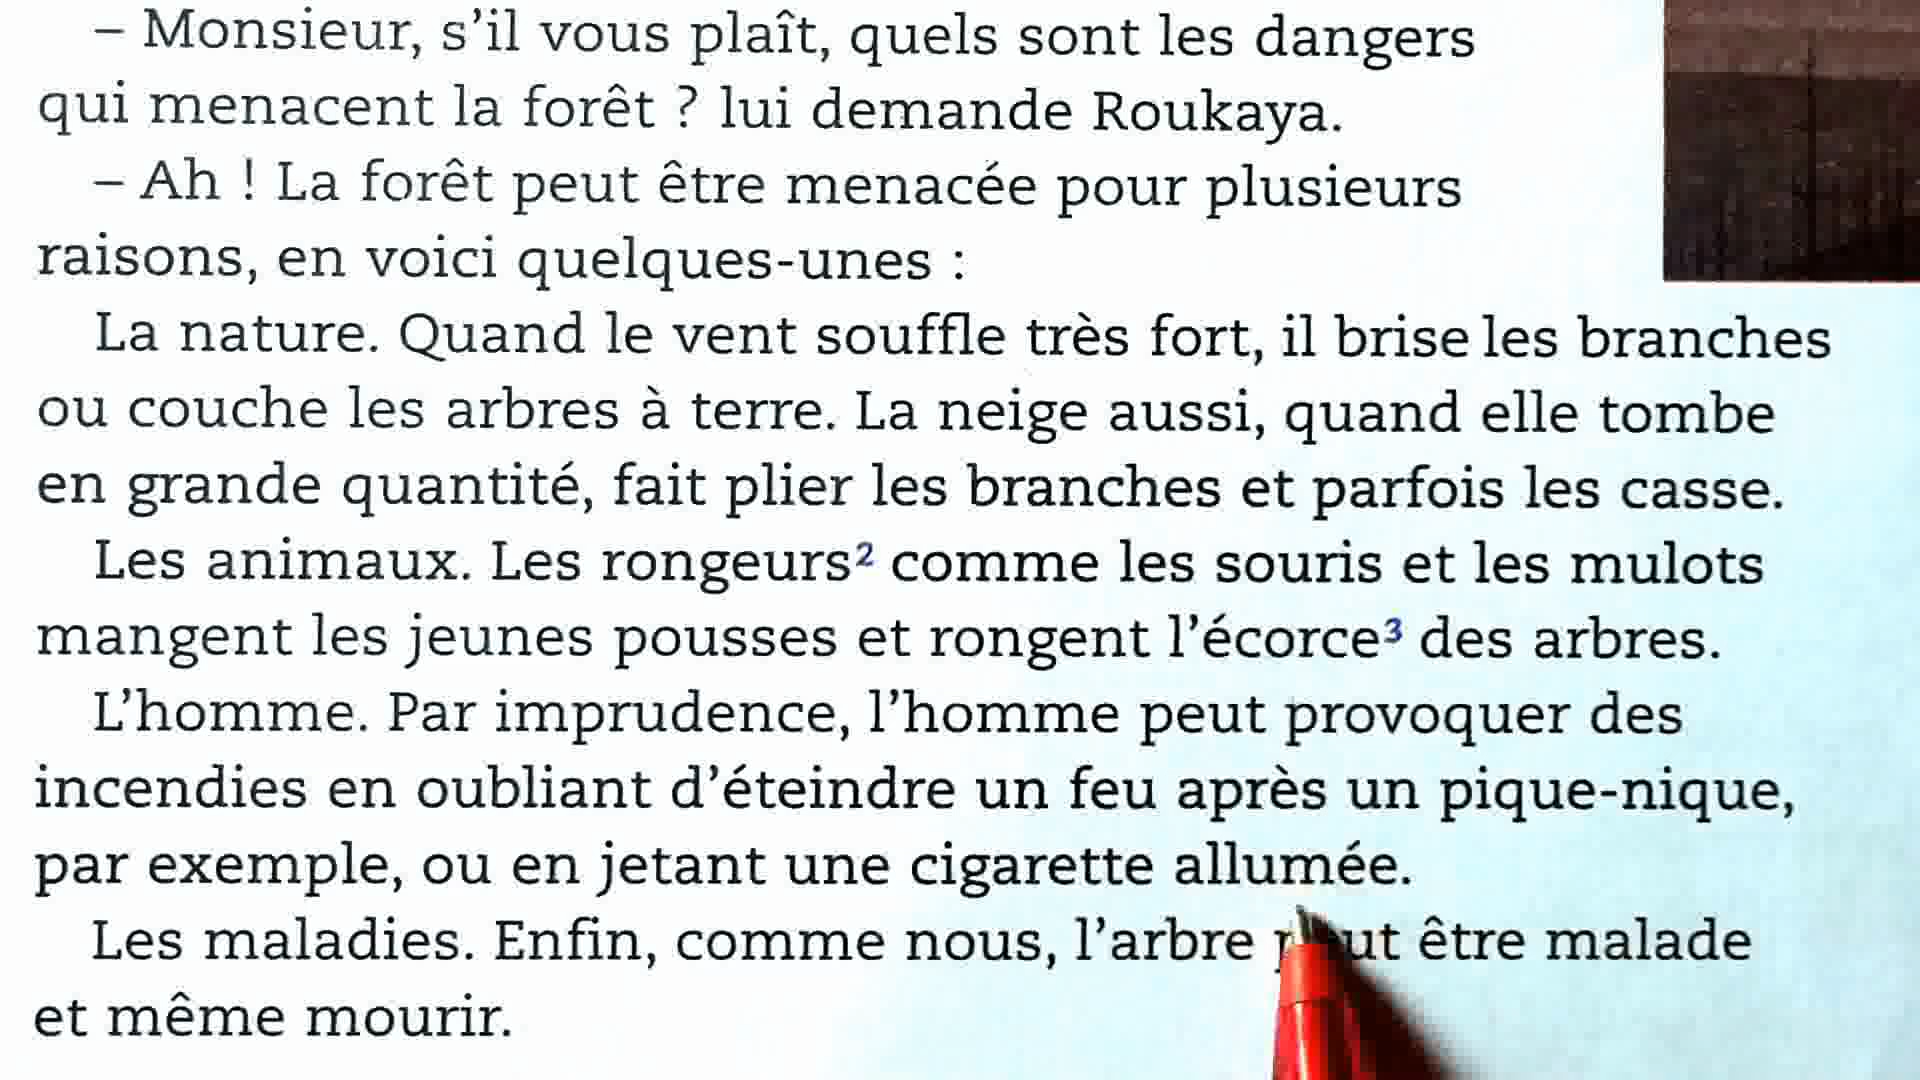 – Monsieur, s’il vous plaît, quels sont les dangers
qui menacent la forêt ? lui demande Roukaya.
– Ah ! La forêt peut être menacée pour plusieurs
raisons, en voici quelques-unes :
La nature. Quand le vent souffle très fort, il brise les branches
ou couche les arbres à terre. La neige aussi, quand elle tombe
en grande quantité, fait plier les branches et parfois les casse.
Les animaux. Les rongeurs² comme les souris et les mulots
mangent les jeunes pousses et rongent l’écorce³ des arbres.
L’homme. Par imprudence, l’homme peut provoquer des
incendies en oubliant d’éteindre un feu après un pique-nique,
par exemple, ou en jetant une cigarette allumée.
Les maladies. Enfin, comme nous, l’arbre peut être malade
et même mourir.